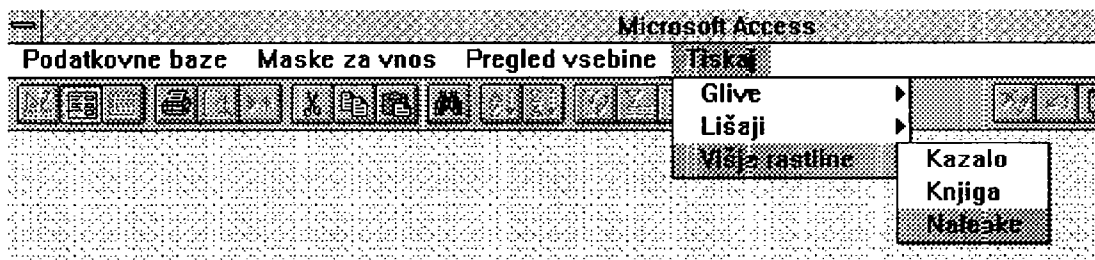 Microsoft Access
Podatkovne baze Maske za vnos Pregled vsebine Tiskaj
Glive
Lišaji
Višje rastline
Kazalo
Knjiga
Nalepke